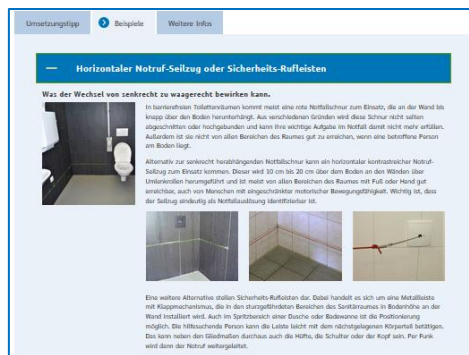 Umsetzungstipp
Beispiele
Weitere Infos
Horizontaler Notruf-Seilzug oder Sicherheits-Rufleisten
Was der Wechsel von senkrecht zu waagerecht bewirken kann.
In barrierefreien Toilettenräumen kommt meist eine rote Notfallschnur zum Einsatz, die an der Wand bis
knapp über den Boden herunterhängt. Aus verschiedenen Gründen wird diese Schnur nicht selten
abgeschnitten oder hochgebunden und kann ihre wichtige Aufgabe im Notfall damit nicht mehr erfüllen.
Außerdem ist sie nicht von allen Bereichen des Raumes gut zu erreichen, wenn eine betroffene Person
am Boden liegt.
Alternativ zur senkrecht herabhängenden Notfallschnur kann ein horizontaler kontrastreicher Notruf-
Seilzug zum Einsatz kommen. Dieser wird 10 cm bis 20 cm über dem Boden an den Wänden über
Umlenkrollen herumgeführt und ist meist von allen Bereichen des Raumes mit Fuß oder Hand gut
erreichbar, auch von Menschen mit eingeschränkter motorischer Bewegungsfähigkeit. Wichtig ist, dass
der Seilzug eindeutig als Notfallauslösung identifizierbar ist.
Eine weitere Alternative stellen Sicherheits-Rufleisten dar. Dabei handelt es sich um eine Metallleiste
mit Klappmechanismus, die in den sturzgefährdeten Bereichen des Sanitärraumes in Bodenhöhe an der
Wand installiert wird. Auch im Spritzbereich einer Dusche oder Badewanne ist die Positionierung
möglich. Die hilfesuchende Person kann die Leiste leicht mit dem nächstgelegenen Körperteil betätigen.
Das kann neben den Gliedmaßen durchaus auch die Hüfte, die Schulter oder der Kopf sein. Per Funk
wird dann der Notruf weitergeleitet.